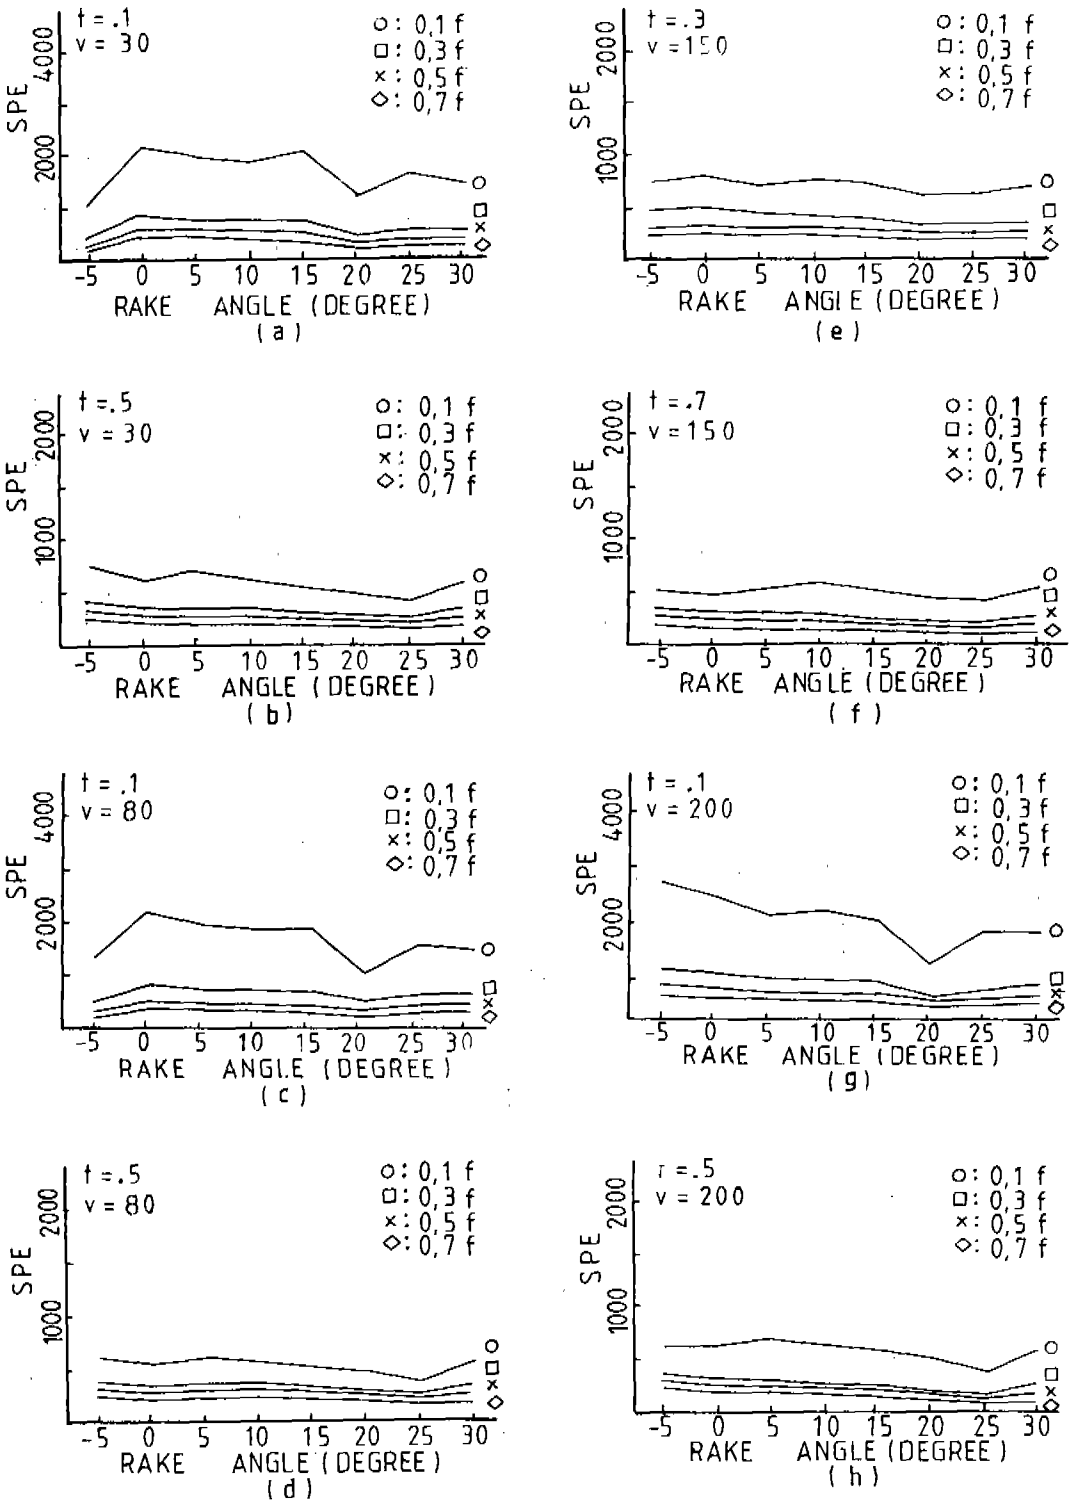 t = .1
v = 30
O: 0,1 f
□: 0,3 f
×: 0,5 f
◇: 0,7 f
SPE
4000
2000
-5 0 5 10 15 20 25 30
RAKE ANGLE (DEGREE)
(a)
t = .3
v = 150
O: 0,1 f
□: 0,3 f
×: 0,5 f
◇: 0,7 f
SPE
2000
1000
-5 0 5 10 15 20 25 30
RAKE ANGLE (DEGREE)
(e)
t = .5
v = 30
O: 0,1 f
□: 0,3 f
×: 0,5 f
◇: 0,7 f
SPE
2000
1000
-5 0 5 10 15 20 25 30
RAKE ANGLE (DEGREE)
(b)
t = .7
v = 150
O: 0,1 f
□: 0,3 f
×: 0,5 f
◇: 0,7 f
SPE
2000
1000
-5 0 5 10 15 20 25 30
RAKE ANGLE (DEGREE)
(f)
t = .1
v = 80
O: 0,1 f
□: 0,3 f
×: 0,5 f
◇: 0,7 f
SPE
4000
2000
-5 0 5 10 15 20 25 30
RAKE ANGLE (DEGREE)
(c)
t = .1
v = 200
O: 0,1 f
□: 0,3 f
×: 0,5 f
◇: 0,7 f
SPE
4000
2000
-5 0 5 10 15 20 25 30
RAKE ANGLE (DEGREE)
(g)
t = .5
v = 80
O: 0,1 f
□: 0,3 f
×: 0,5 f
◇: 0,7 f
SPE
2000
1000
-5 0 5 10 15 20 25 30
RAKE ANGLE (DEGREE)
(d)
t = .5
v = 200
O: 0,1 f
□: 0,3 f
×: 0,5 f
◇: 0,7 f
SPE
2000
1000
-5 0 5 10 15 20 25 30
RAKE ANGLE (DEGREE)
(h)